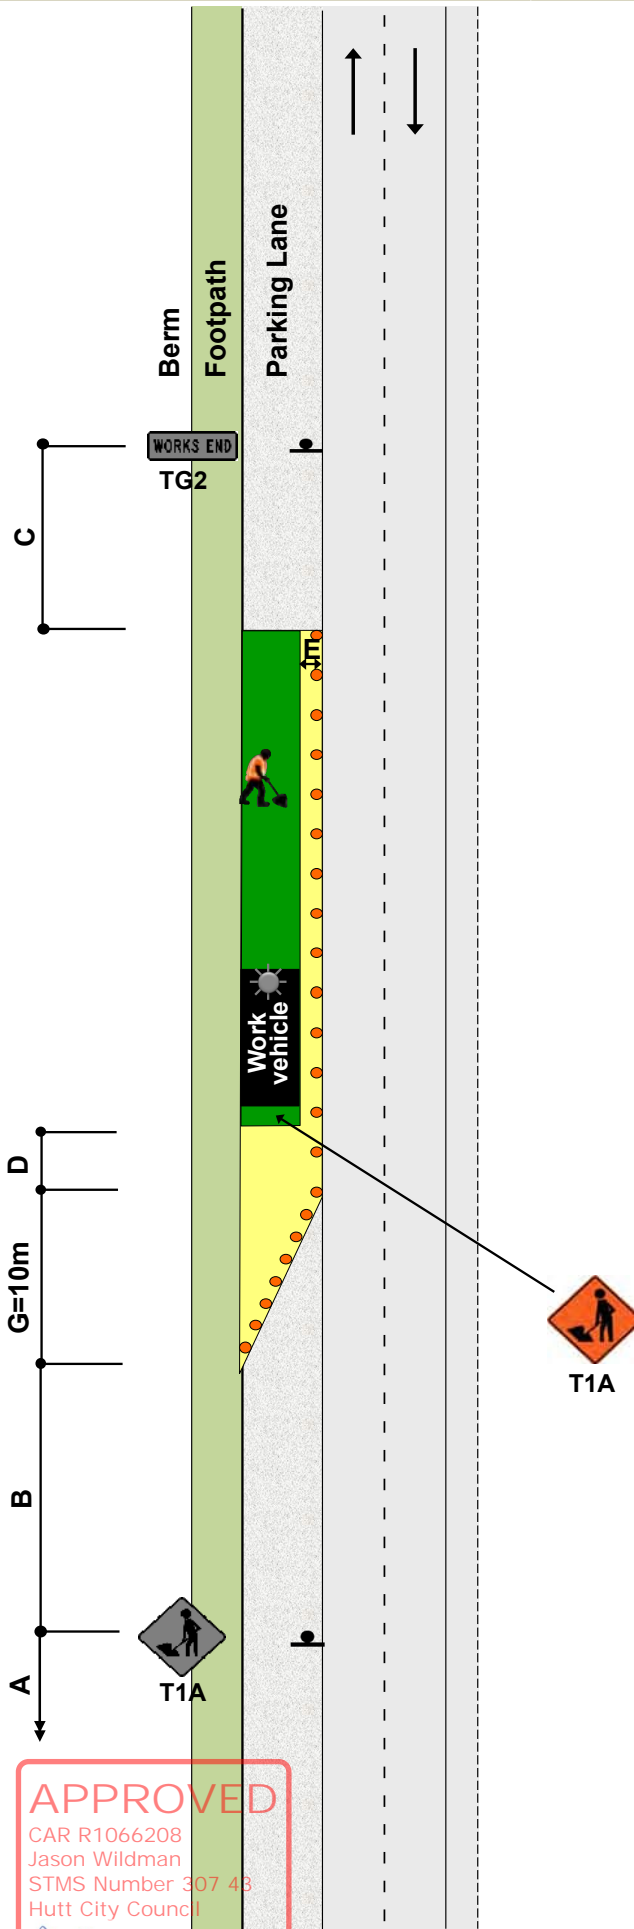 Berm
Footpath
Parking Lane
WORKS END
TG2
C
E
Work
vehicle
D
G=10m
T1A
B
T1A
A
APPROVED
CAR R1066208
Jason Wildman
STMS Number 307 43
Hutt City Council